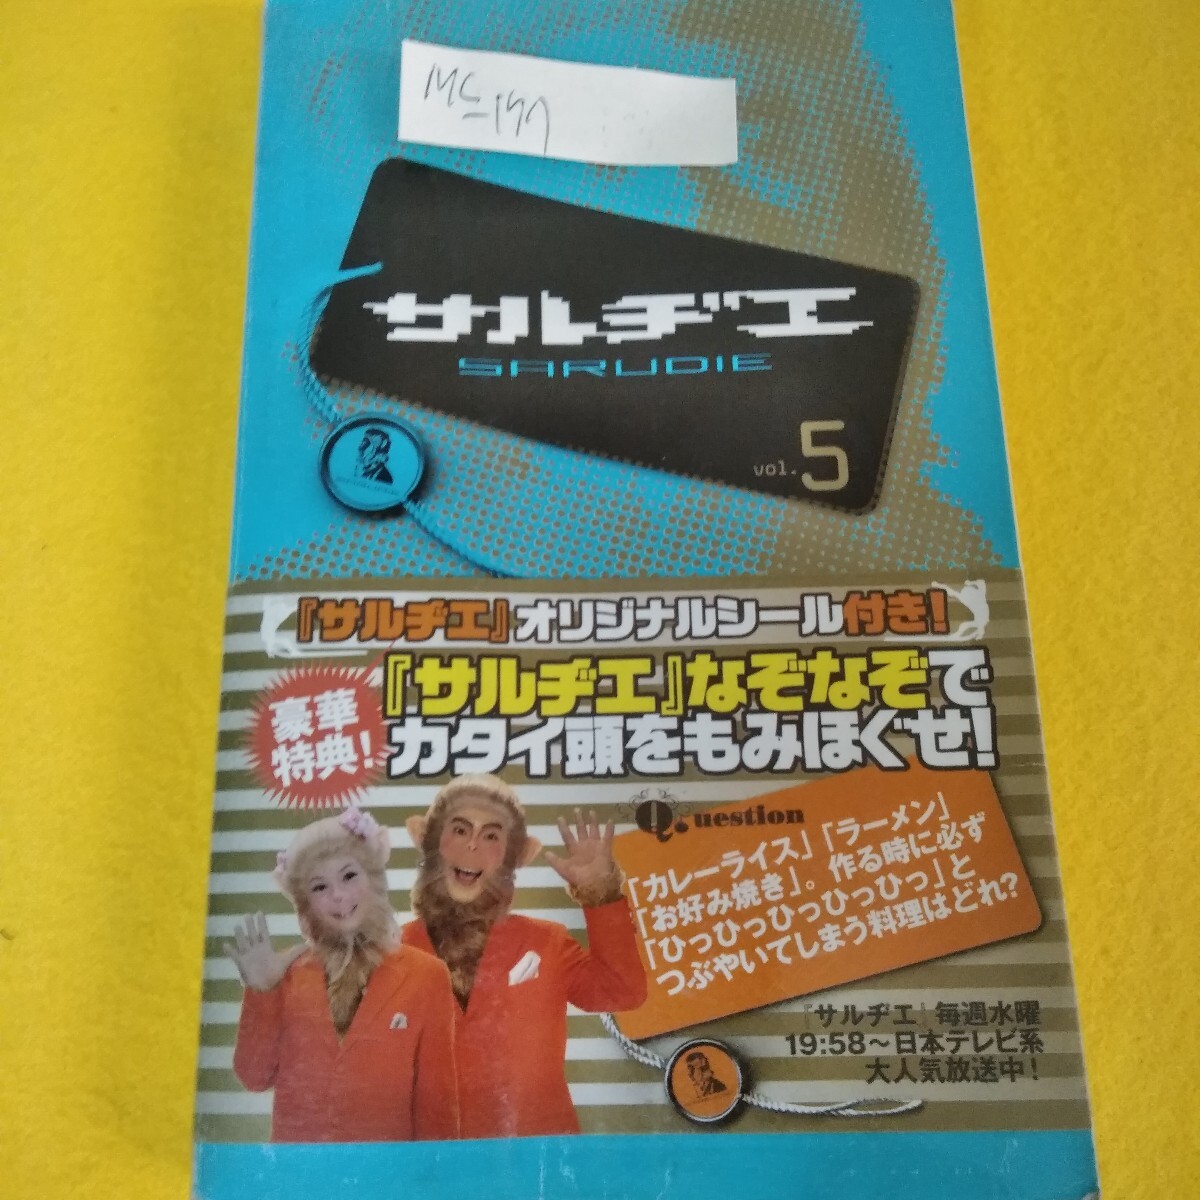 MC
-177
サルヂエ
SARUDIE
vol.5
『サルヂエ』オリジナルシール付き!
豪華
特典!
『サルヂエ』なぞなぞで
カタイ頭をもみほぐせ!
Question
「カレーライス」「ラーメン」
「お好み焼き」。作る時に必ず
「ひっひっひっひっひっ」と
つぶやいてしまう料理はどれ?
『サルヂエ』毎週水曜
19:58〜日本テレビ系
大人気放送中!